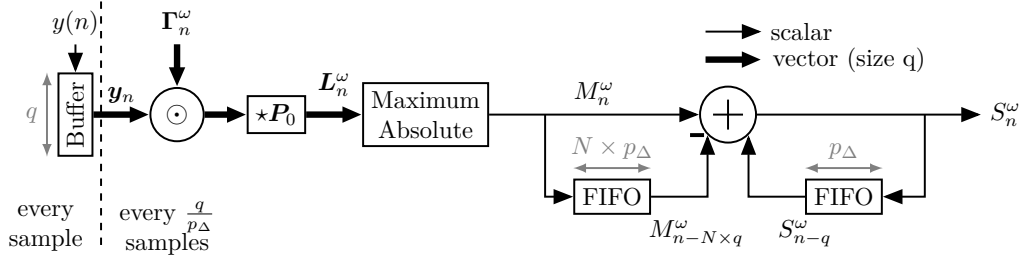 y(n)
Γ_n^ω
scalar
vector (size q)
q
Buffer
y_n
⊙
⋆P_0
L_n^ω
Maximum
Absolute
M_n^ω
+
-
S_n^ω
N × p_Δ
FIFO
M_{n−N×q}^ω
p_Δ
FIFO
S_{n−q}^ω
every
sample
every q/p_Δ
samples